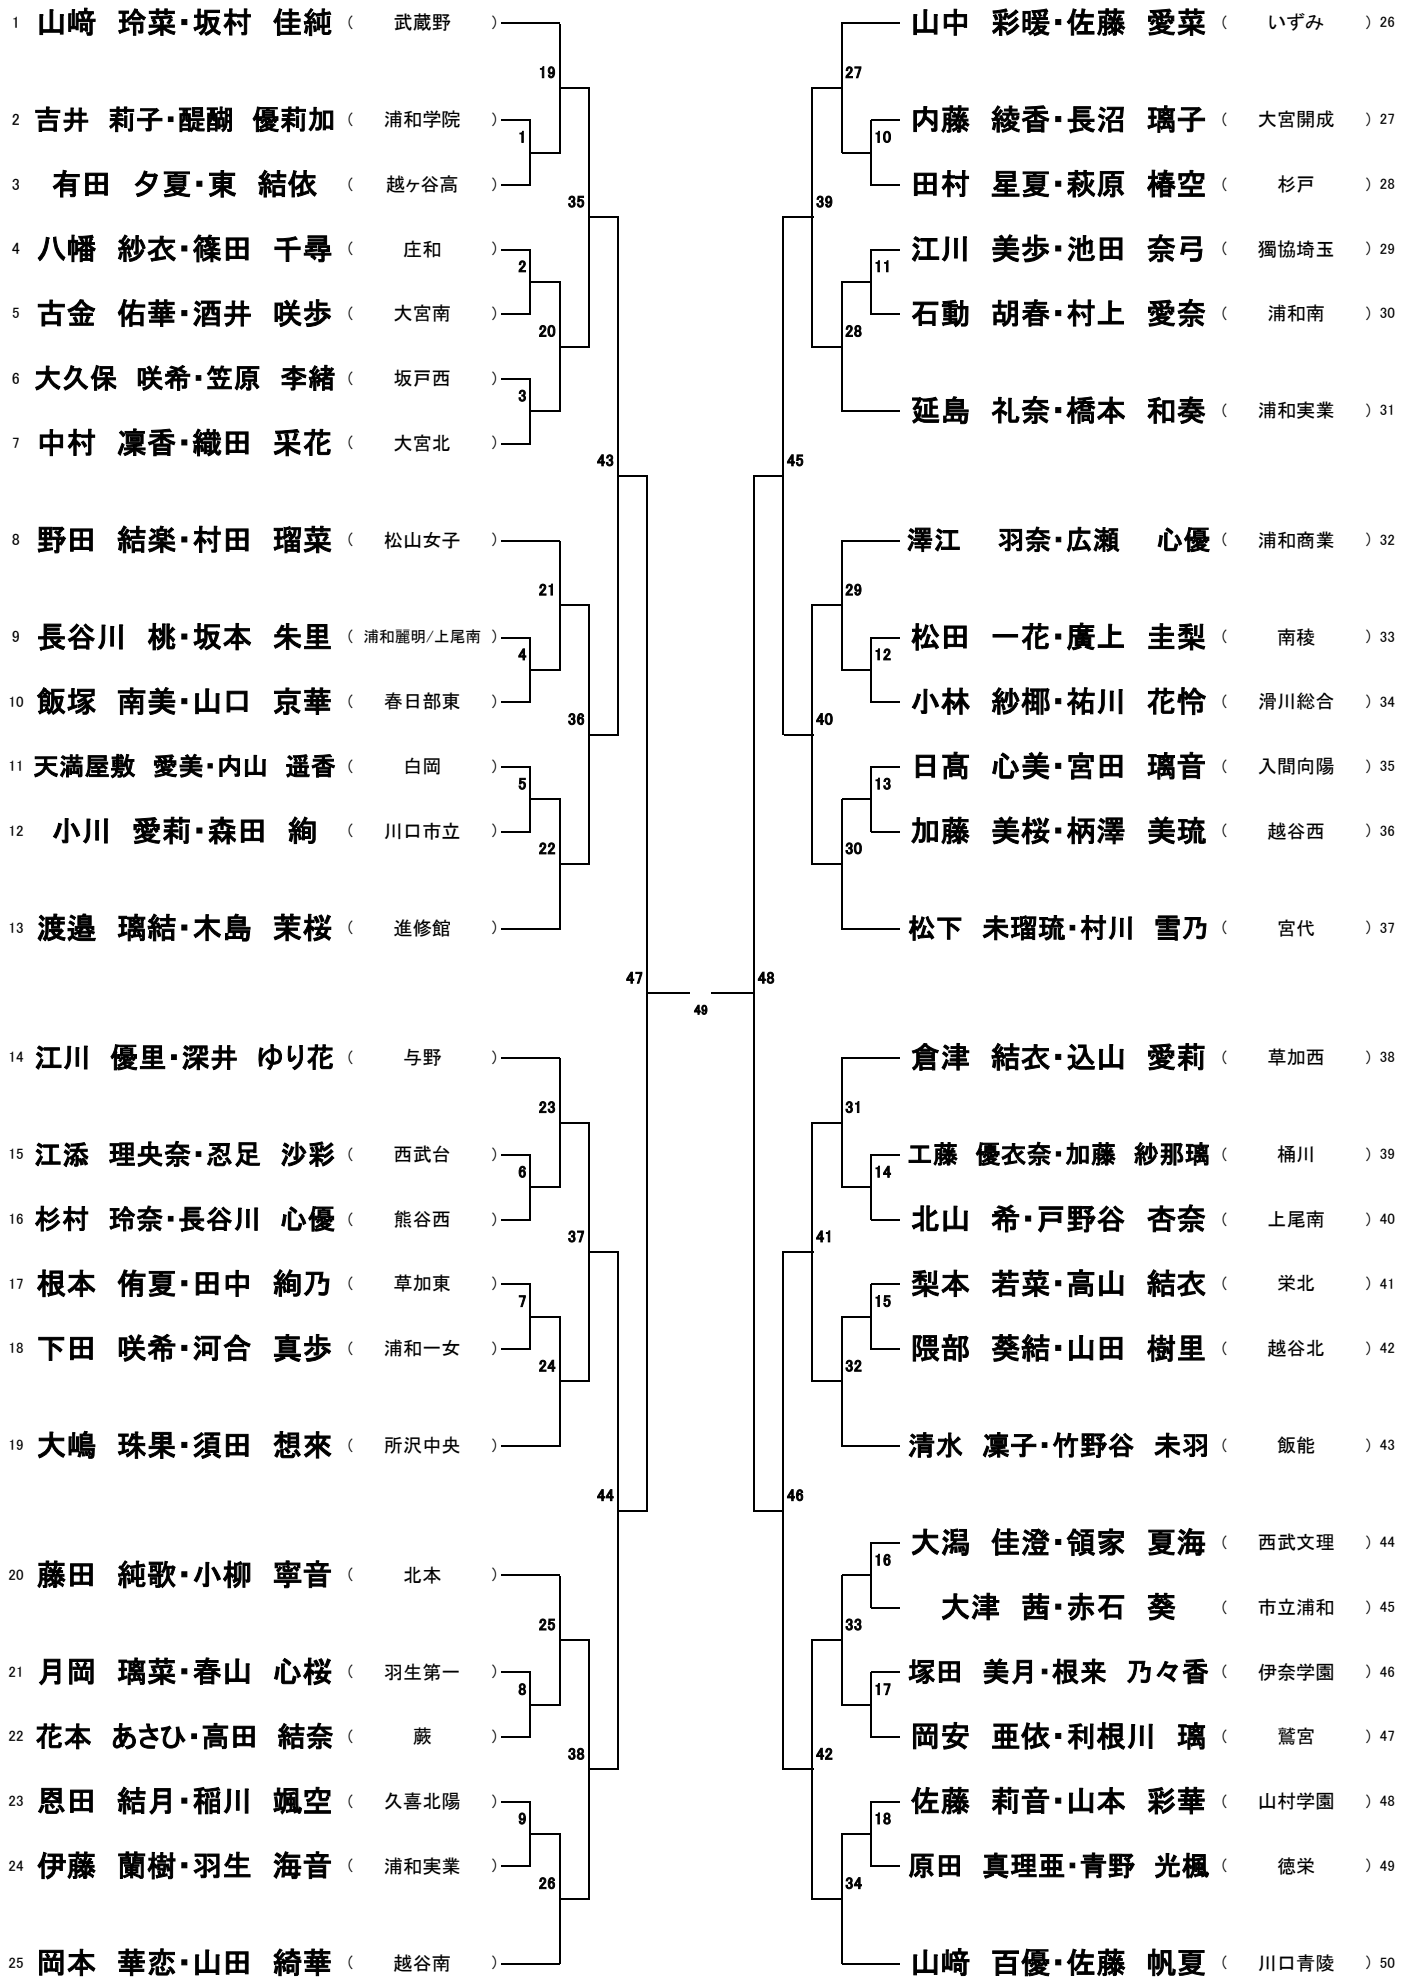 1 山﨑 玲菜・坂村 佳純 ( 武蔵野 )
19
2 吉井 莉子・醍醐 優莉加 ( 浦和学院 )
1
3 有田 夕夏・東 結依 ( 越ヶ谷高 )
35
4 八幡 紗衣・篠田 千尋 ( 庄和 )
2
5 古金 佑華・酒井 咲歩 ( 大宮南 )
20
6 大久保 咲希・笠原 李緒 ( 坂戸西 )
3
7 中村 凜香・織田 采花 ( 大宮北 )
43
8 野田 結楽・村田 瑠菜 ( 松山女子 )
21
9 長谷川 桃・坂本 朱里 ( 浦和麗明/上尾南 )
4
10 飯塚 南美・山口 京華 ( 春日部東 )
36
11 天満屋敷 愛美・内山 遥香 ( 白岡 )
5
12 小川 愛莉・森田 絢 ( 川口市立 )
22
13 渡邉 璃結・木島 茉桜 ( 進修館 )
47
14 江川 優里・深井 ゆり花 ( 与野 )
23
15 江添 理央奈・忍足 沙彩 ( 西武台 )
6
16 杉村 玲奈・長谷川 心優 ( 熊谷西 )
37
17 根本 侑夏・田中 絢乃 ( 草加東 )
7
18 下田 咲希・河合 真歩 ( 浦和一女 )
24
19 大嶋 珠果・須田 想來 ( 所沢中央 )
44
20 藤田 純歌・小柳 寧音 ( 北本 )
25
21 月岡 璃菜・春山 心桜 ( 羽生第一 )
8
22 花本 あさひ・高田 結奈 ( 蕨 )
38
23 恩田 結月・稲川 颯空 ( 久喜北陽 )
9
24 伊藤 蘭樹・羽生 海音 ( 浦和実業 )
26
25 岡本 華恋・山田 綺華 ( 越谷南 )
49
山中 彩暖・佐藤 愛菜 ( いずみ ) 26
27
内藤 綾香・長沼 璃子 ( 大宮開成 ) 27
10
田村 星夏・萩原 椿空 ( 杉戸 ) 28
39
江川 美歩・池田 奈弓 ( 獨協埼玉 ) 29
11
石動 胡春・村上 愛奈 ( 浦和南 ) 30
28
延島 礼奈・橋本 和奏 ( 浦和実業 ) 31
45
澤江 羽奈・広瀬 心優 ( 浦和商業 ) 32
29
松田 一花・廣上 圭梨 ( 南稜 ) 33
12
小林 紗椰・祐川 花怜 ( 滑川総合 ) 34
40
日髙 心美・宮田 璃音 ( 入間向陽 ) 35
13
加藤 美桜・柄澤 美琉 ( 越谷西 ) 36
30
松下 未瑠琉・村川 雪乃 ( 宮代 ) 37
48
倉津 結衣・込山 愛莉 ( 草加西 ) 38
31
工藤 優衣奈・加藤 紗那璃 ( 桶川 ) 39
14
北山 希・戸野谷 杏奈 ( 上尾南 ) 40
41
梨本 若菜・高山 結衣 ( 栄北 ) 41
15
隈部 葵結・山田 樹里 ( 越谷北 ) 42
32
清水 凜子・竹野谷 未羽 ( 飯能 ) 43
46
大潟 佳澄・領家 夏海 ( 西武文理 ) 44
16
大津 茜・赤石 葵 ( 市立浦和 ) 45
33
塚田 美月・根来 乃々香 ( 伊奈学園 ) 46
17
岡安 亜依・利根川 璃 ( 鷲宮 ) 47
42
佐藤 莉音・山本 彩華 ( 山村学園 ) 48
18
原田 真理亜・青野 光楓 ( 徳栄 ) 49
34
山﨑 百優・佐藤 帆夏 ( 川口青陵 ) 50